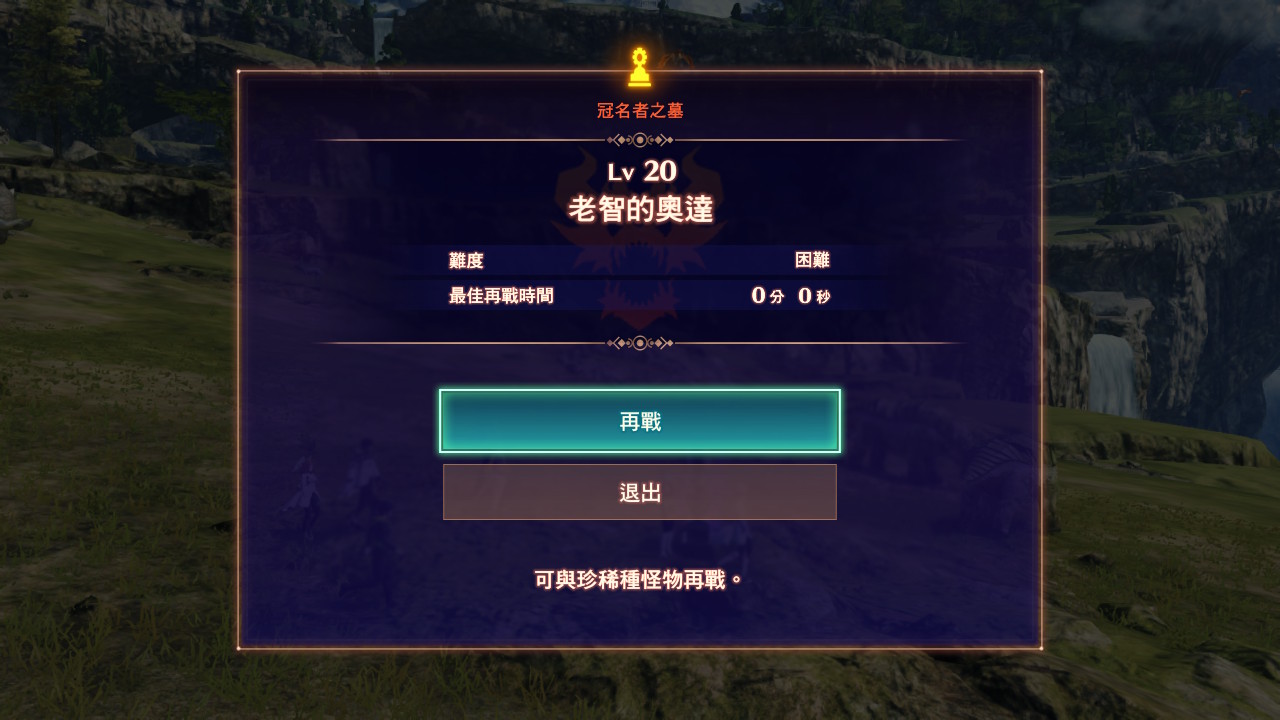 冠名者之墓
Lv 20
老智的奧達
難度 困難
最佳再戰時間 0分 0秒
再戰
退出
可與珍稀種怪物再戰。